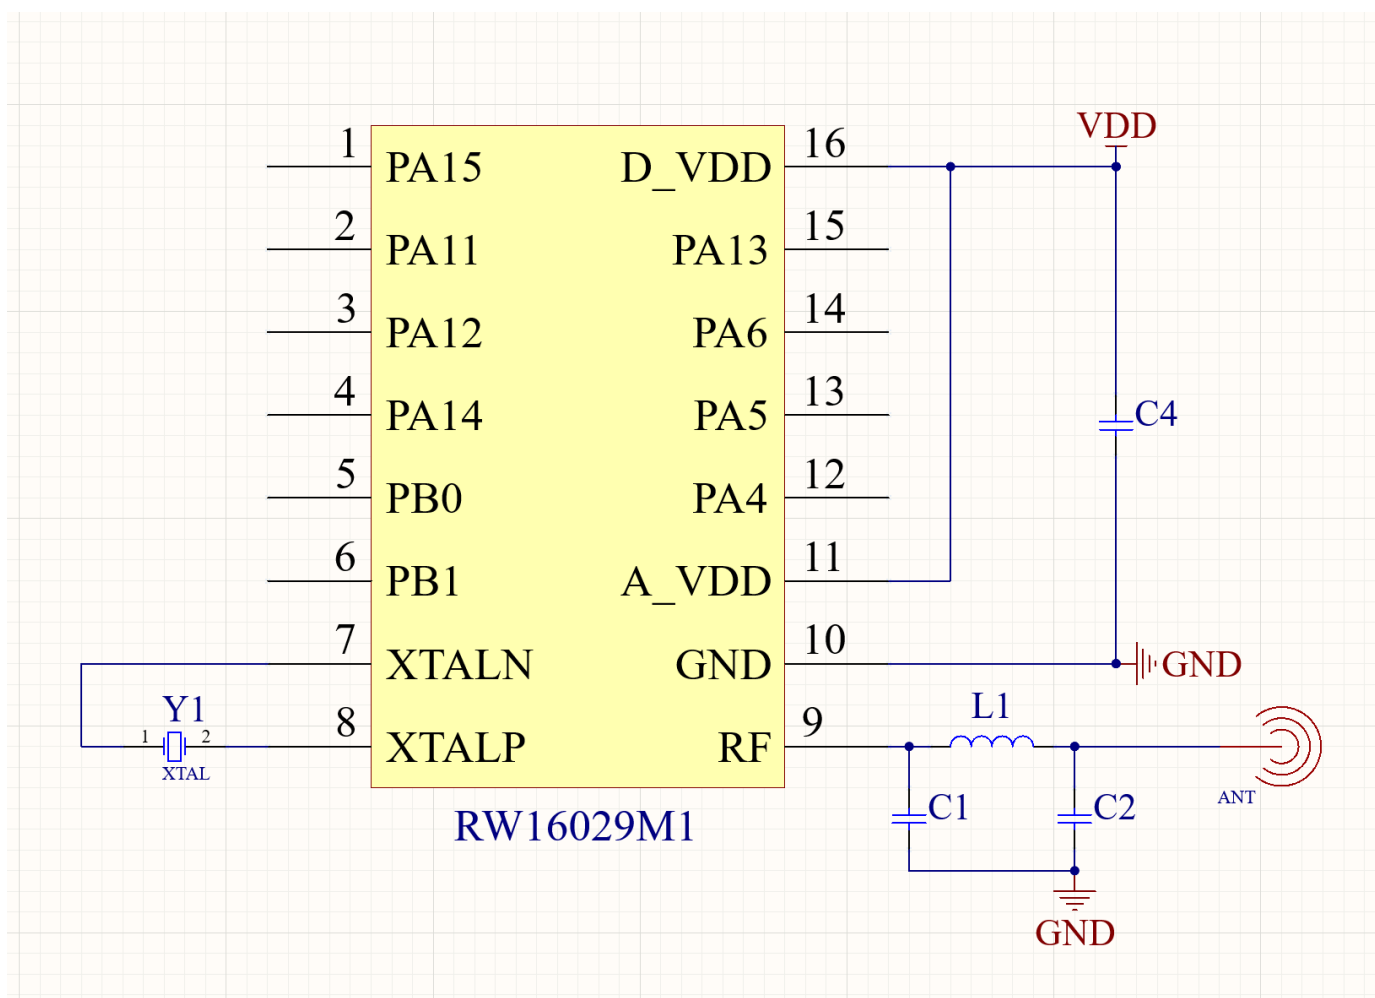 VDD
1 PA15 D_VDD 16
2 PA11 PA13 15
3 PA12 PA6 14
4 PA14 PA5 13
C4
5 PB0 PA4 12
6 PB1 A_VDD 11
7 XTALN GND 10
GND
Y1
1 2
XTAL
8 XTALP RF 9
L1
ANT
C1 C2
RW16029M1
GND